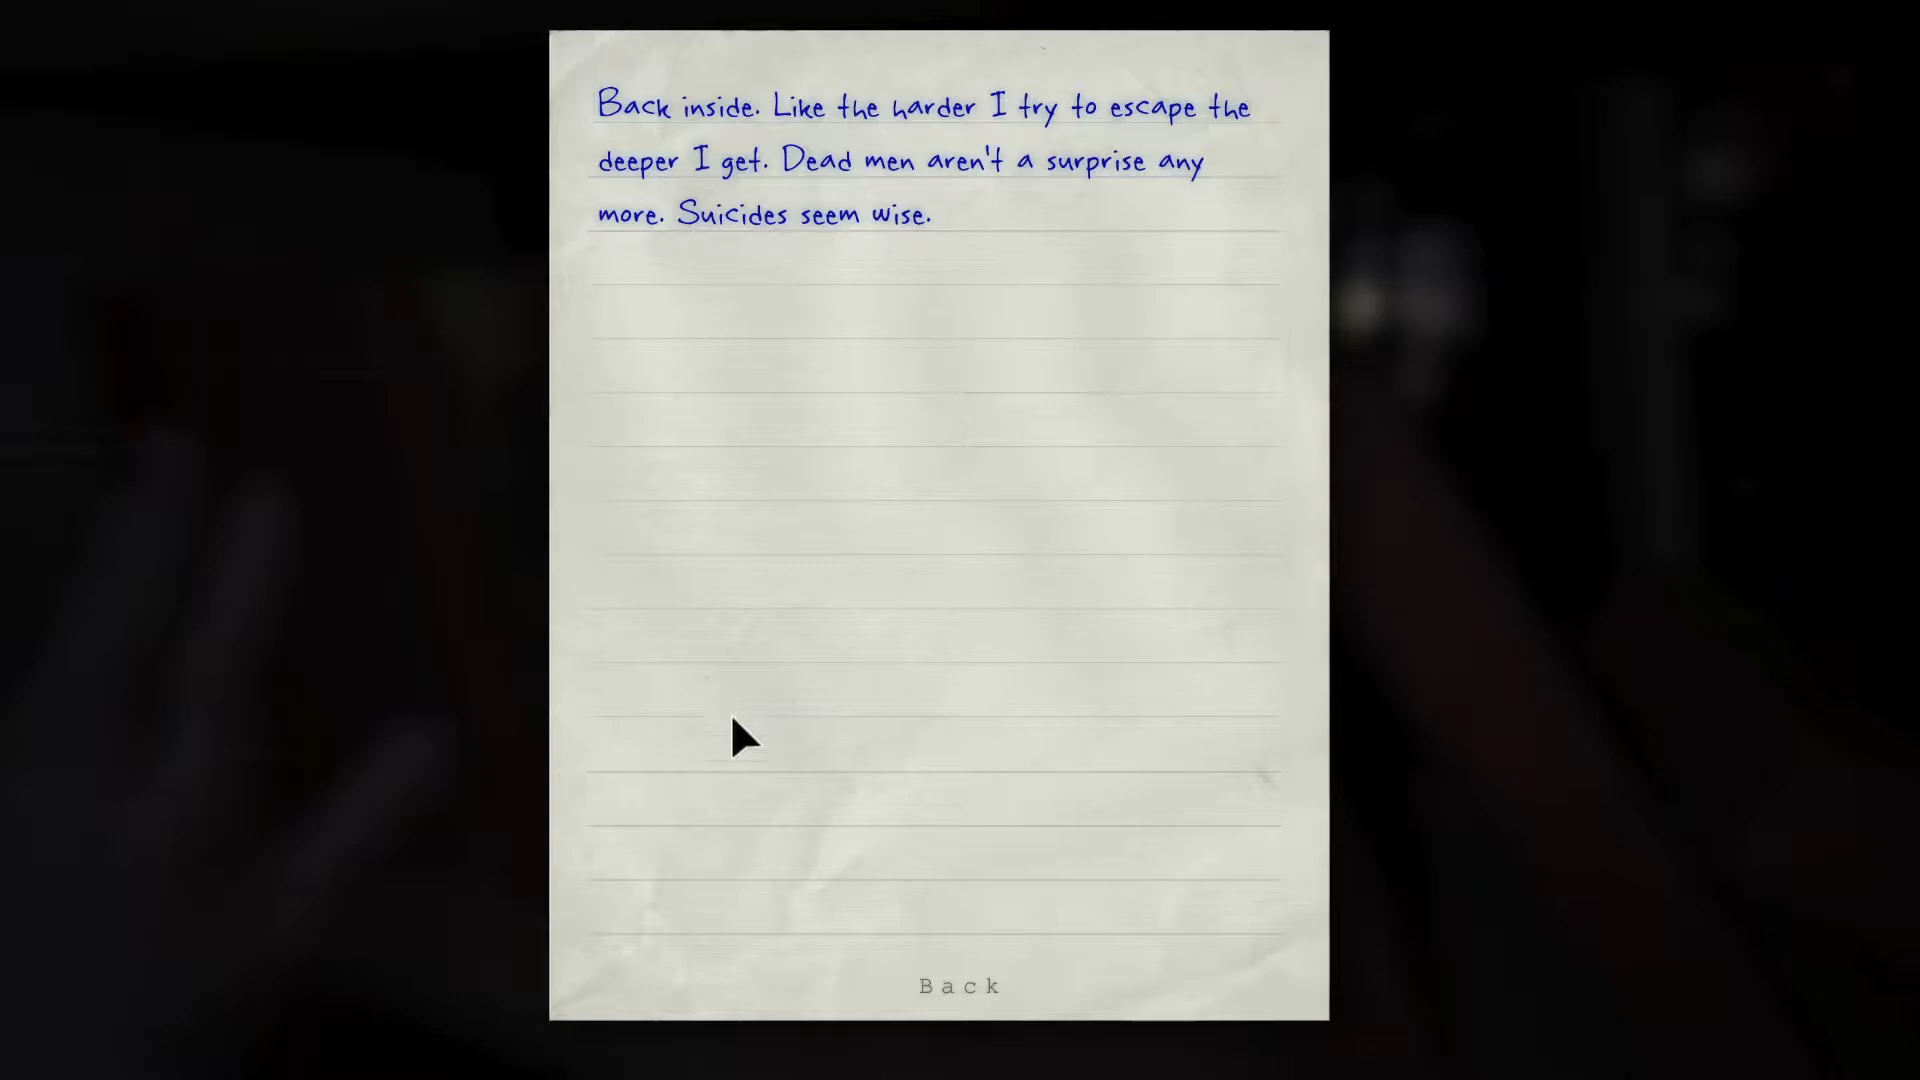 Back inside. Like the harder I try to escape the
deeper I get. Dead men aren't a surprise any
more. Suicides seem wise.
Back